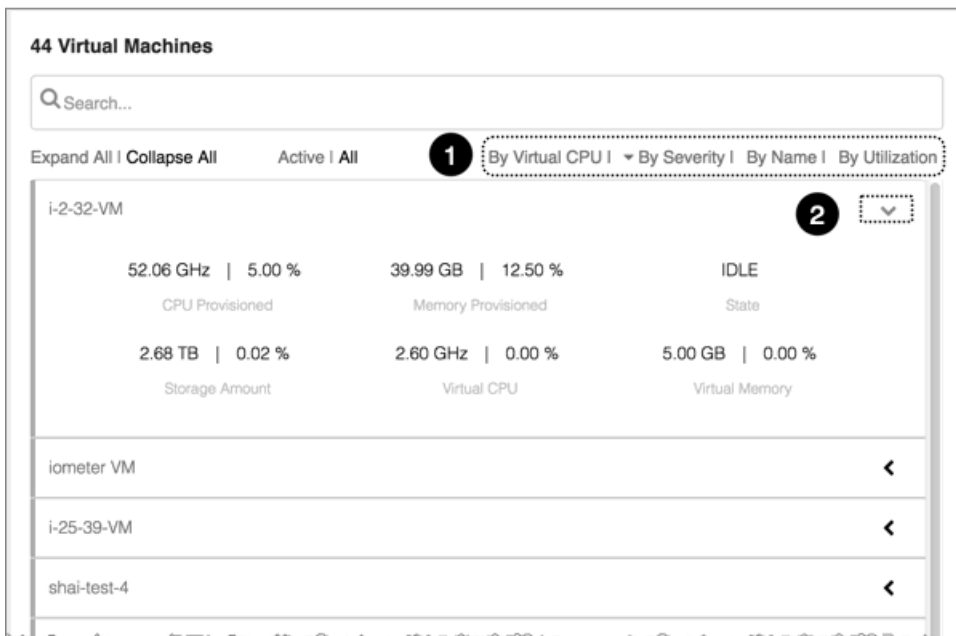 44 Virtual Machines
Search...
Expand All | Collapse All Active | All 1 By Virtual CPU | By Severity | By Name | By Utilization
i-2-32-VM 2
52.06 GHz | 5.00 % 39.99 GB | 12.50 % IDLE
CPU Provisioned Memory Provisioned State
2.68 TB | 0.02 % 2.60 GHz | 0.00 % 5.00 GB | 0.00 %
Storage Amount Virtual CPU Virtual Memory
iometer VM
i-25-39-VM
shai-test-4